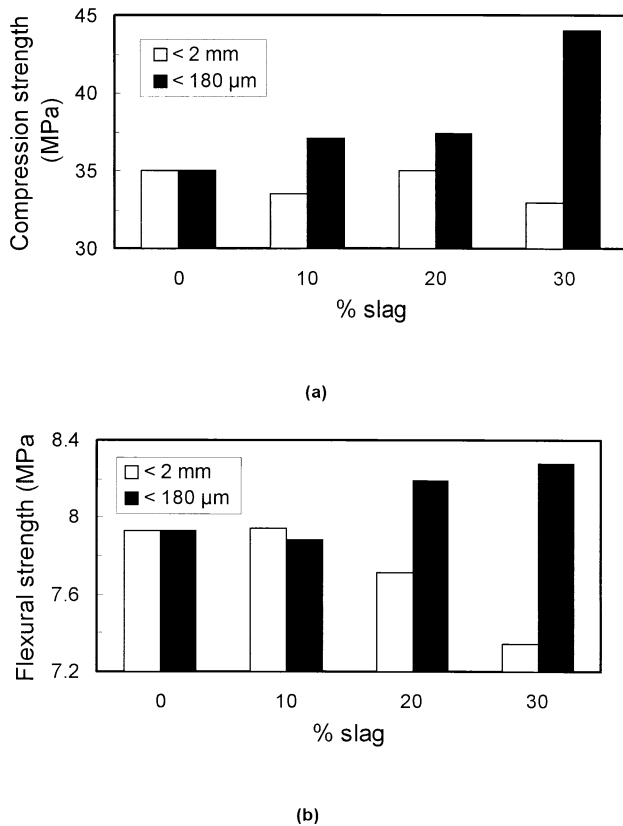 Compression strength
(MPa)
45
40
35
30
< 2 mm
< 180 µm
0 10 20 30
% slag
(a)
Flexural strength (MPa
8.4
8
7.6
7.2
< 2 mm
< 180 µm
0 10 20 30
% slag
(b)